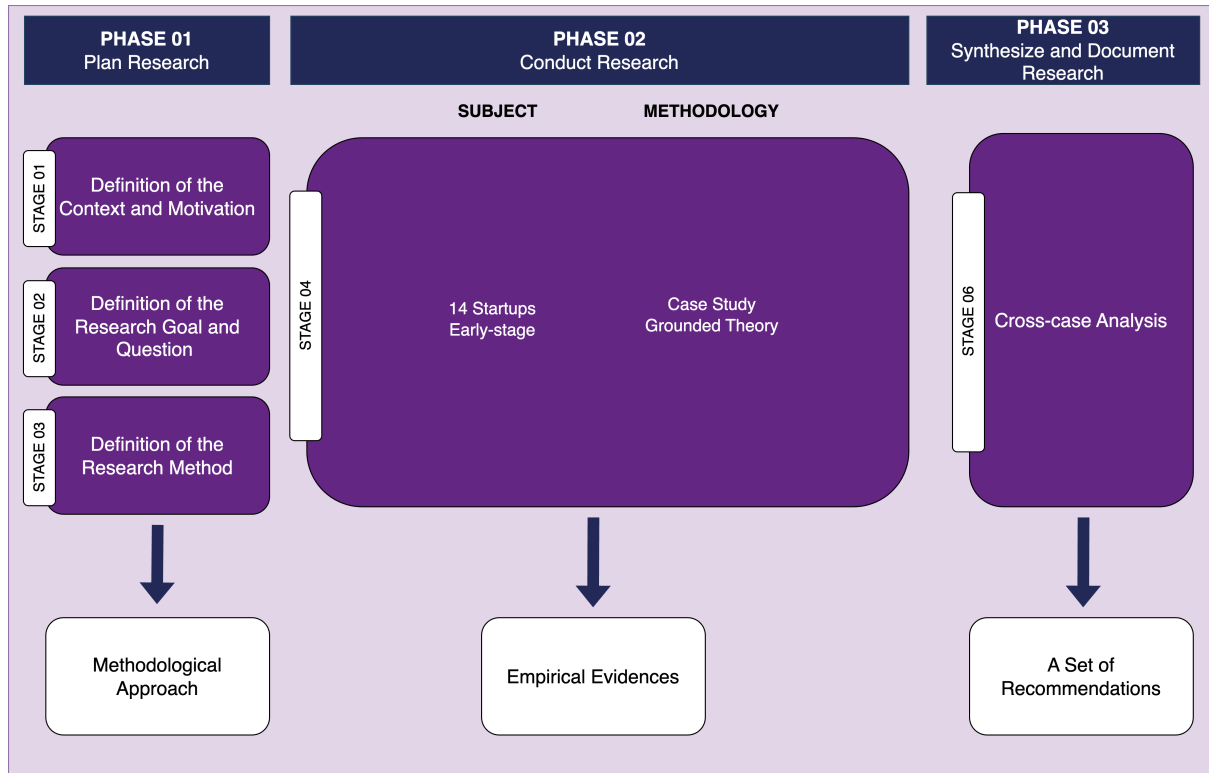 PHASE 01
Plan Research
STAGE 01
Definition of the
Context and Motivation
STAGE 02
Definition of the
Research Goal and
Question
STAGE 03
Definition of the
Research Method
Methodological
Approach
PHASE 02
Conduct Research
SUBJECT
METHODOLOGY
STAGE 04
14 Startups
Early-stage
Case Study
Grounded Theory
Empirical Evidences
PHASE 03
Synthesize and Document
Research
STAGE 06
Cross-case Analysis
A Set of
Recommendations